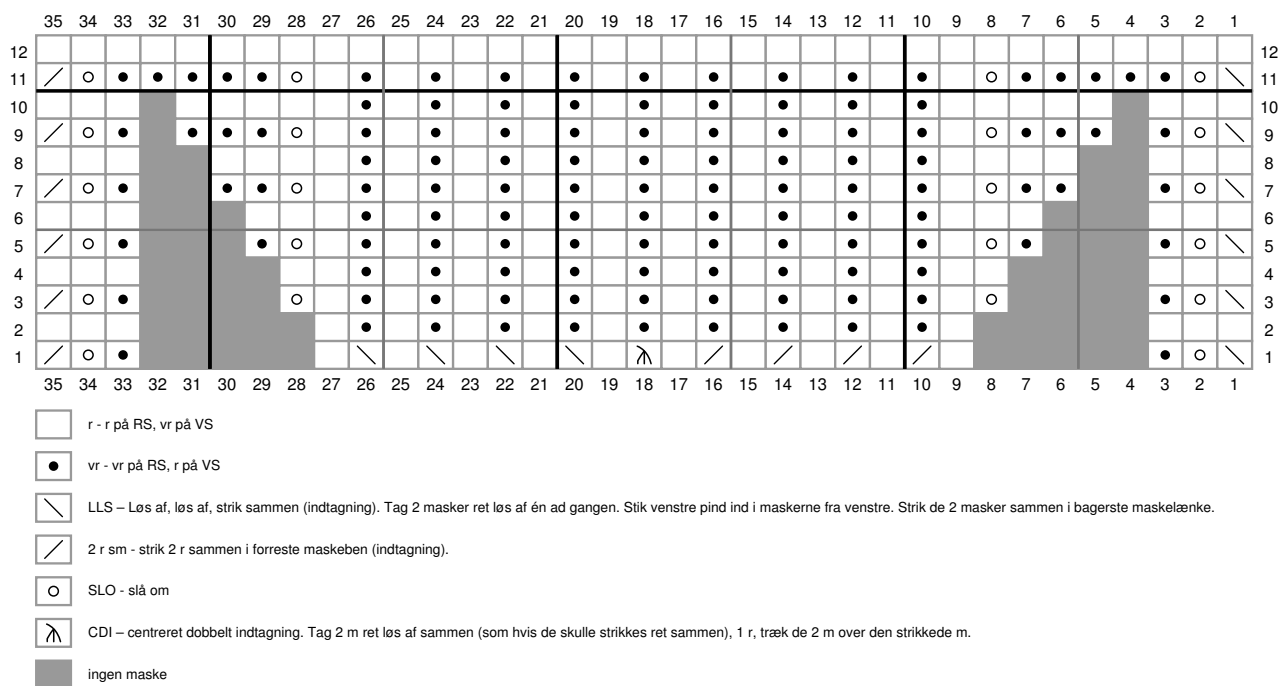 35 34 33 32 31 30 29 28 27 26 25 24 23 22 21 20 19 18 17 16 15 14 13 12 11 10 9 8 7 6 5 4 3 2 1
12 12
11 11
10 10
9 9
8 8
7 7
6 6
5 5
4 4
3 3
2 2
1 1
35 34 33 32 31 30 29 28 27 26 25 24 23 22 21 20 19 18 17 16 15 14 13 12 11 10 9 8 7 6 5 4 3 2 1
r - r på RS, vr på VS
vr - vr på RS, r på VS
LLS – Løs af, løs af, strik sammen (indtagning). Tag 2 masker ret løs af én ad gangen. Stik venstre pind ind i maskerne fra venstre. Strik de 2 masker sammen i bagerste maskelænke.
2 r sm - strik 2 r sammen i forreste maskeben (indtagning).
SLO - slå om
CDI – centreret dobbelt indtagning. Tag 2 m ret løs af sammen (som hvis de skulle strikkes ret sammen), 1 r, træk de 2 m over den strikkede m.
ingen maske